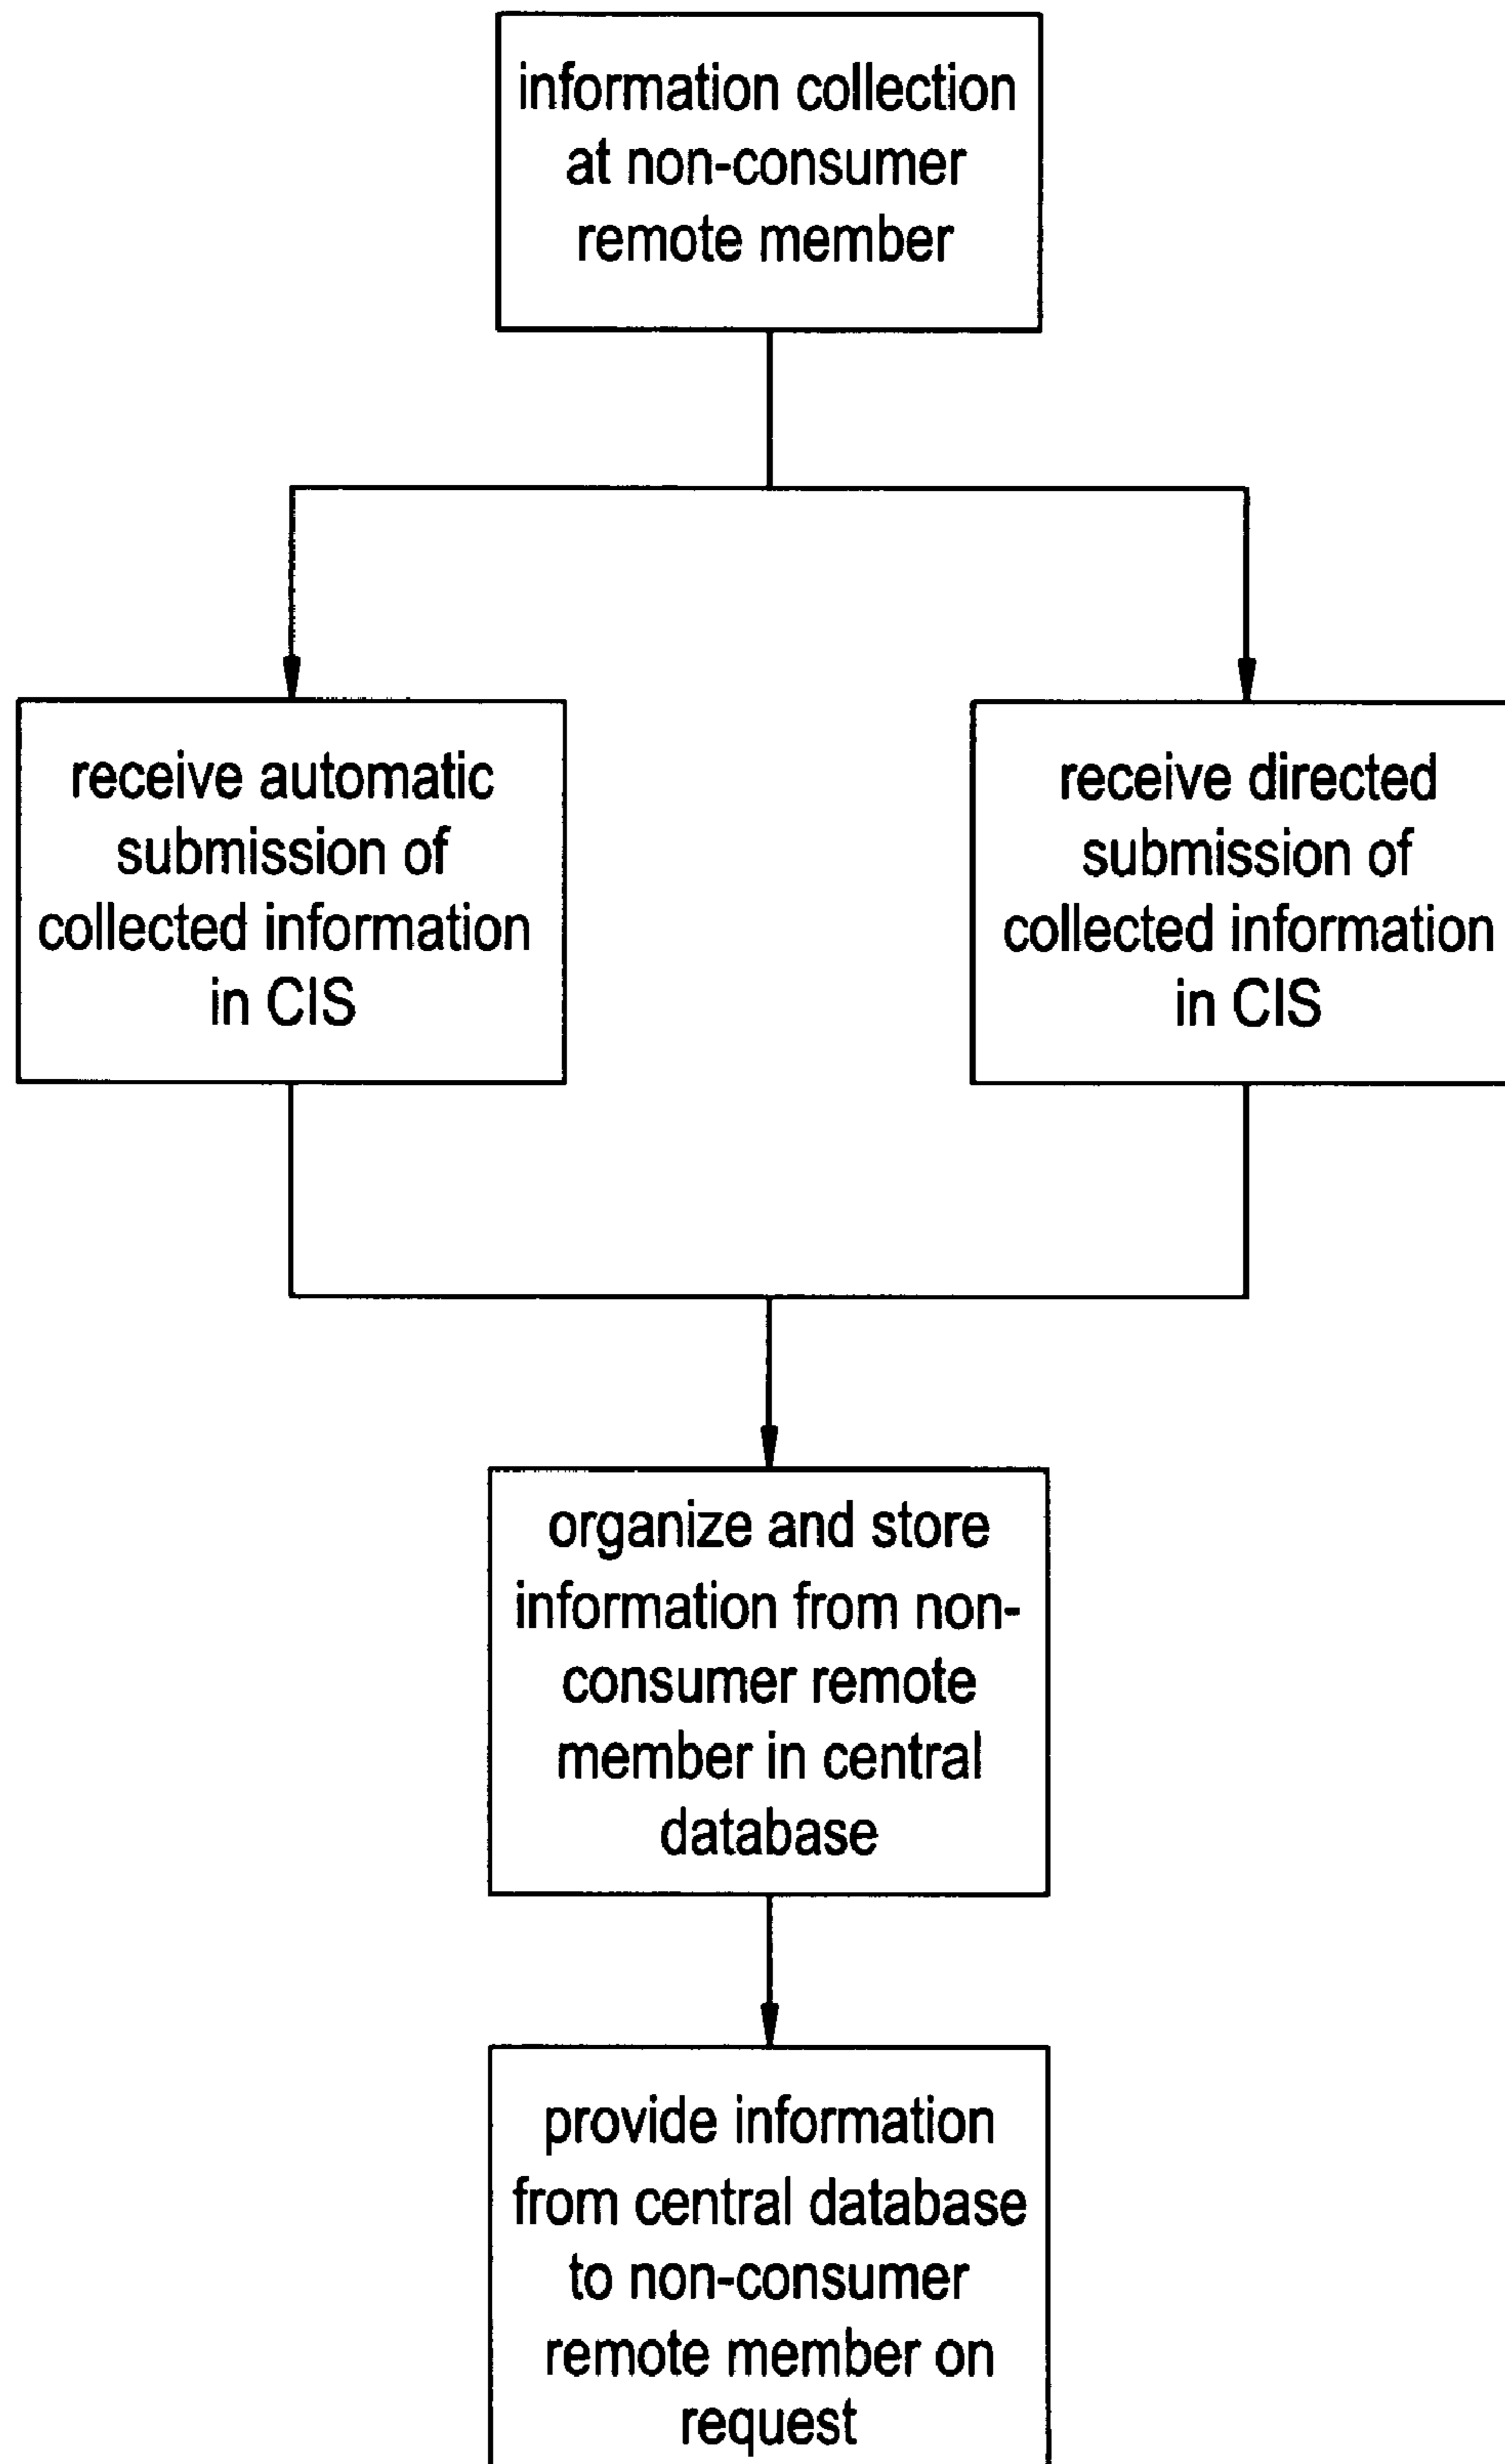 information collection
at non-consumer
remote member
receive automatic
submission of
collected information
in CIS
receive directed
submission of
collected information
in CIS
organize and store
information from non-
consumer remote
member in central
database
provide information
from central database
to non-consumer
remote member on
request